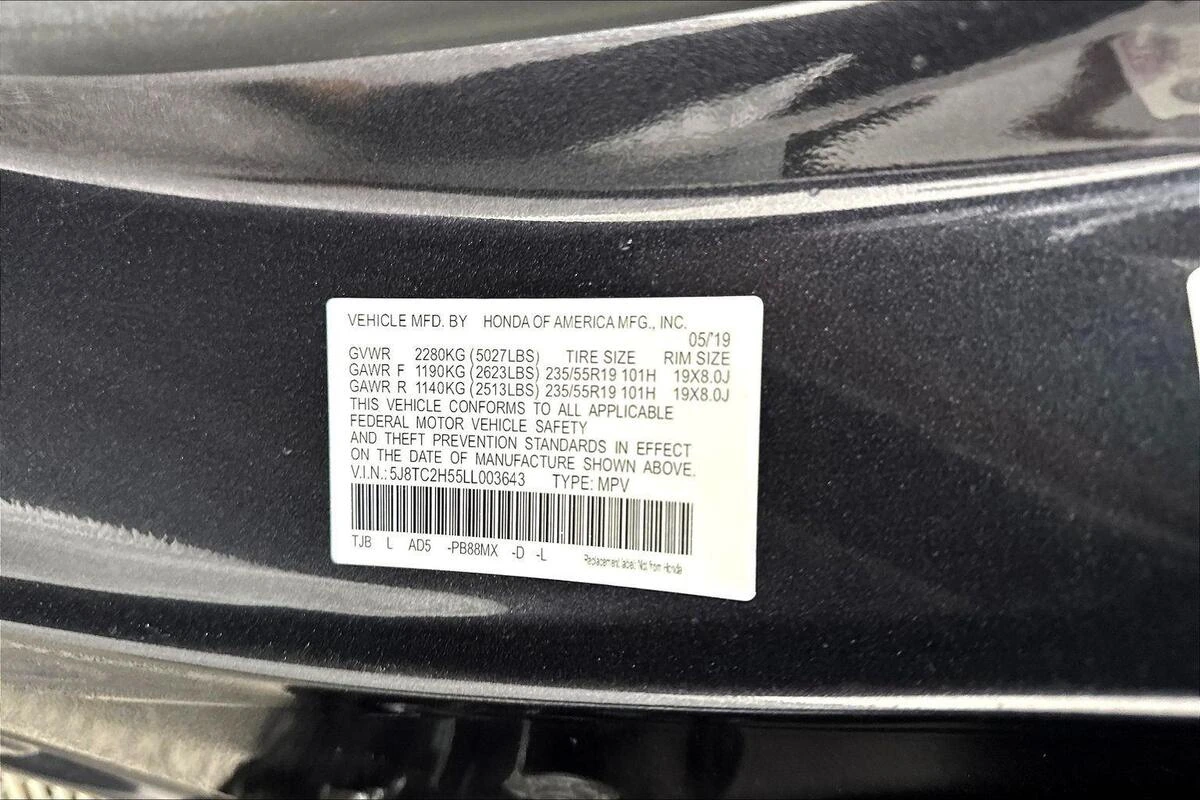 VEHICLE MFD. BY HONDA OF AMERICA MFG., INC.
05/'19
GVWR 2280KG (5027LBS) TIRE SIZE RIM SIZE
GAWR F 1190KG (2623LBS) 235/55R19 101H 19X8.0J
GAWR R 1140KG (2513LBS) 235/55R19 101H 19X8.0J
THIS VEHICLE CONFORMS TO ALL APPLICABLE
FEDERAL MOTOR VEHICLE SAFETY
AND THEFT PREVENTION STANDARDS IN EFFECT
ON THE DATE OF MANUFACTURE SHOWN ABOVE.
V.I.N.: 5J8TC2H55LL003643 TYPE: MPV
TJB L AD5 -PB88MX -D -L Replacement label: Not from Honda